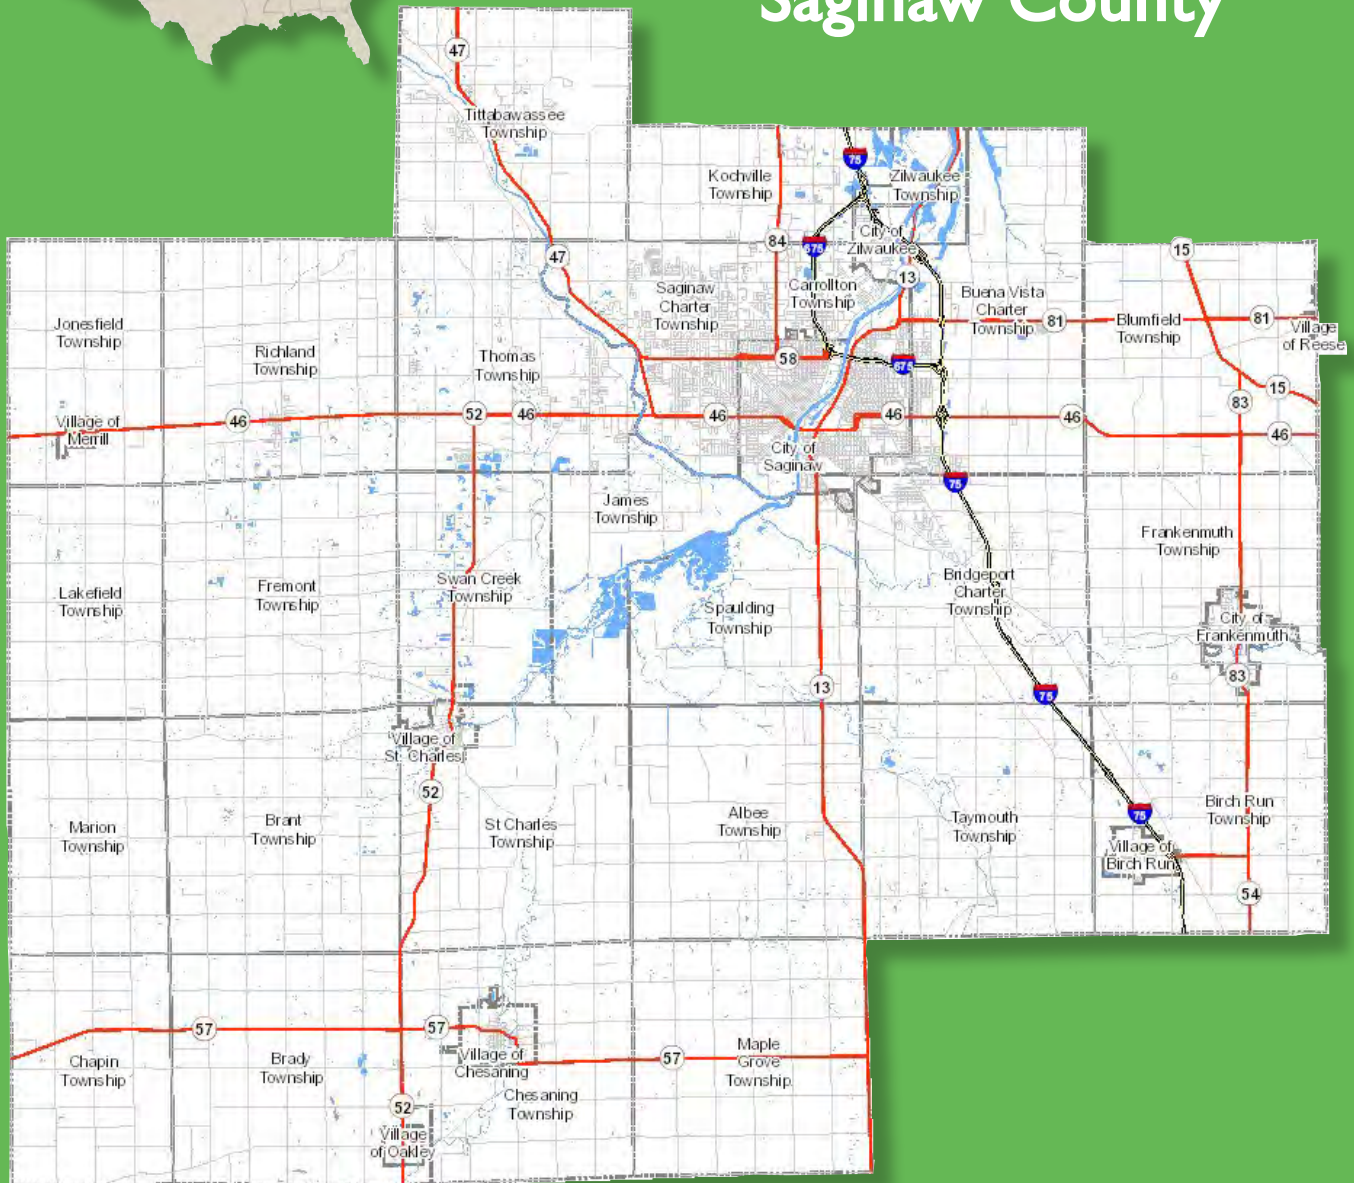 Saginaw County
47
Tittabawassee
Township
75
Kochville
Township
Zilwaukee
Township
84
675
City of
Zilwaukee
15
47
13
Saginaw
Charter
Township
Carrollton
Township
Buena Vista
Charter
Township
81
Blumfield
Township
81
Village
of Reese
Jonesfield
Township
Richland
Township
Thomas
Township
58
675
15
83
Village of
Merrill
46
52
46
46
46
46
46
City of
Saginaw
75
James
Township
Frankenmuth
Township
Lakefield
Township
Fremont
Township
Swan Creek
Township
Spaulding
Township
Bridgeport
Charter
Township
City of
Frankenmuth
83
13
75
Village of
St. Charles
52
Marion
Township
Brant
Township
St Charles
Township
Albee
Township
Taymouth
Township
75
Birch Run
Township
Village of
Birch Run
54
57
57
Village of
Chesaning
57
Maple
Grove
Township
Chapin
Township
Brady
Township
Chesaning
Township
52
Village
of Oakley